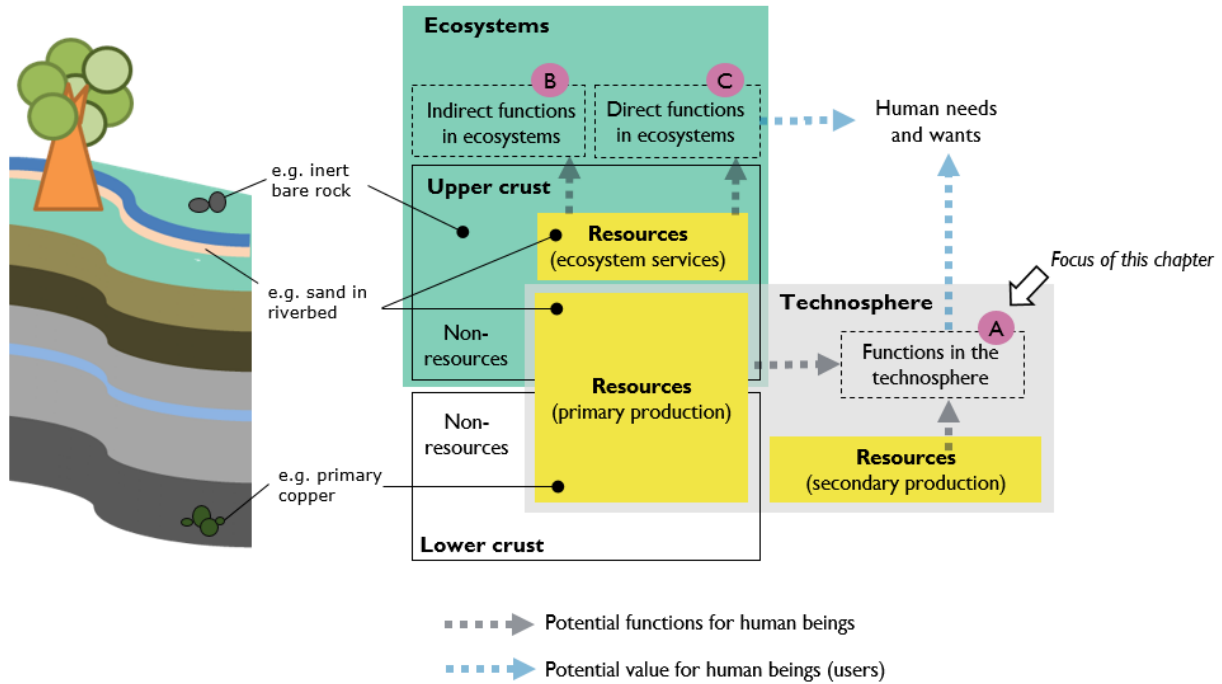 Ecosystems
B
C
Indirect functions
in ecosystems
Direct functions
in ecosystems
Human needs
and wants
e.g. inert
bare rock
Upper crust
Resources
(ecosystem services)
Focus of this chapter
e.g. sand in
riverbed
Technosphere
A
Non-
resources
Functions in the
technosphere
Resources
(primary production)
Non-
resources
Resources
(secondary production)
e.g. primary
copper
Lower crust
Potential functions for human beings
Potential value for human beings (users)